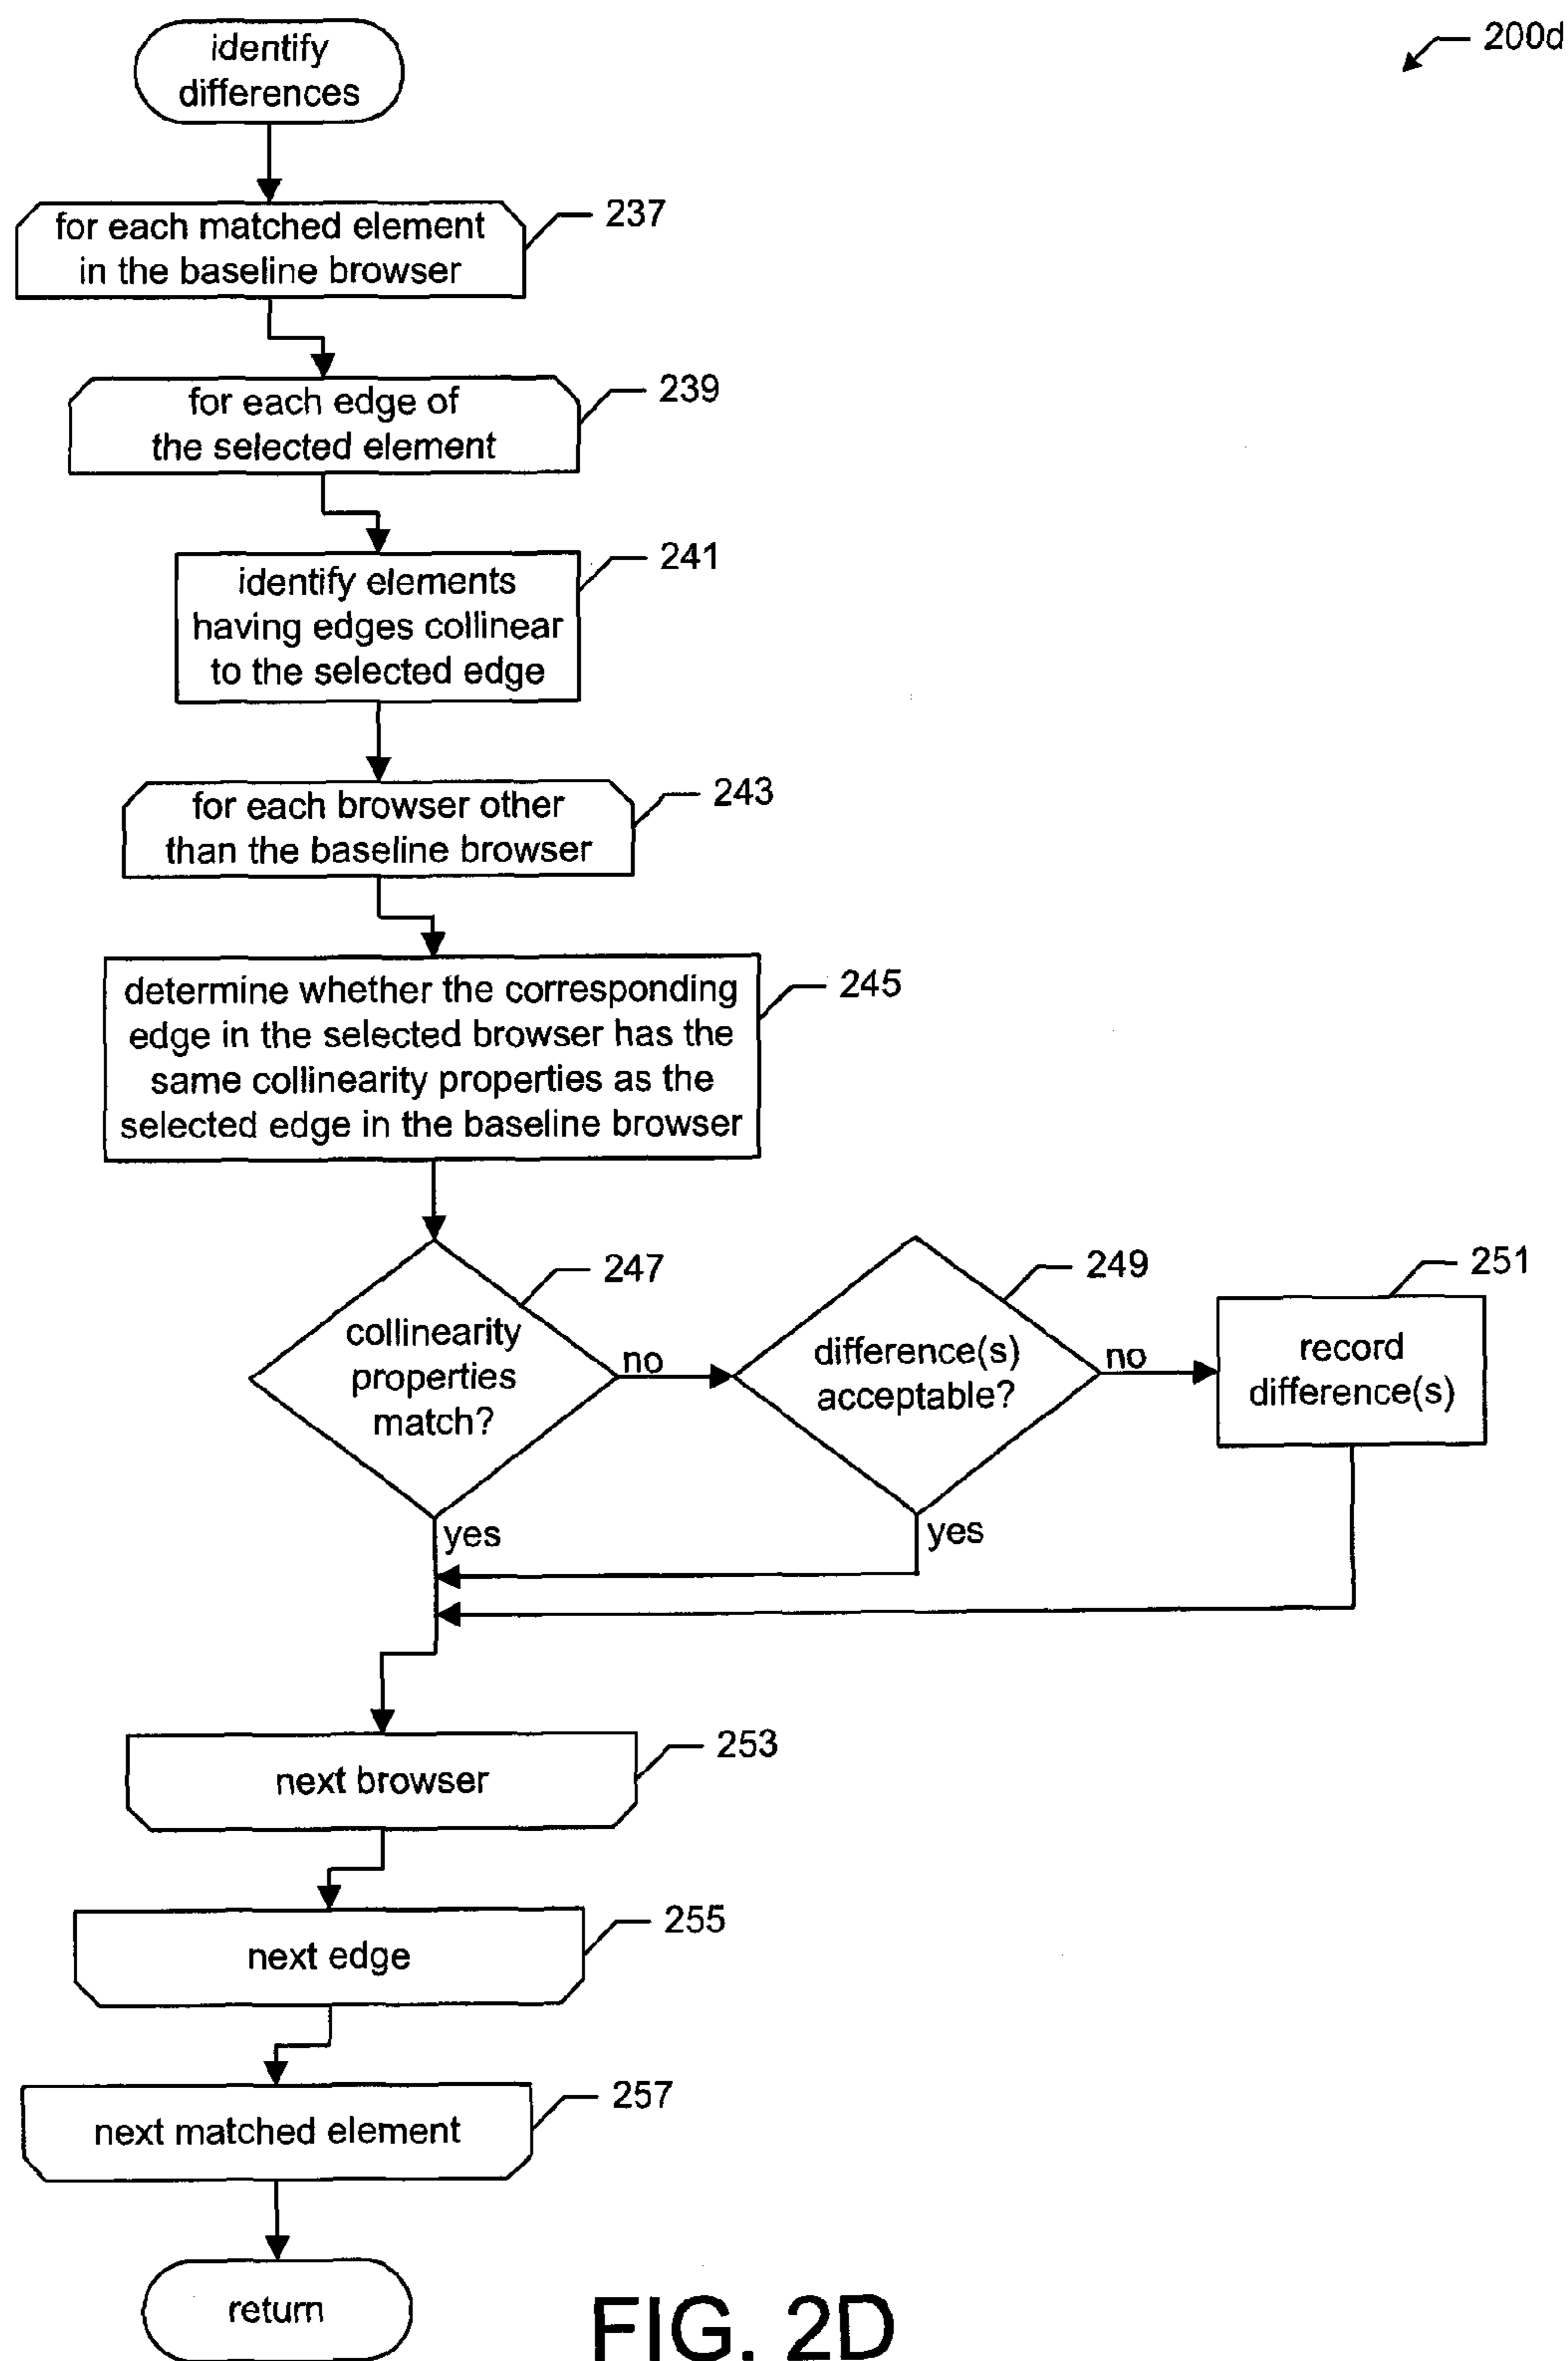 identify
differences
200d
for each matched element
in the baseline browser
237
for each edge of
the selected element
239
identify elements
having edges collinear
to the selected edge
241
for each browser other
than the baseline browser
243
determine whether the corresponding
edge in the selected browser has the
same collinearity properties as the
selected edge in the baseline browser
245
collinearity
properties
match?
247
no
yes
difference(s)
acceptable?
249
no
yes
record
difference(s)
251
next browser
253
next edge
255
next matched element
257
return
FIG. 2D